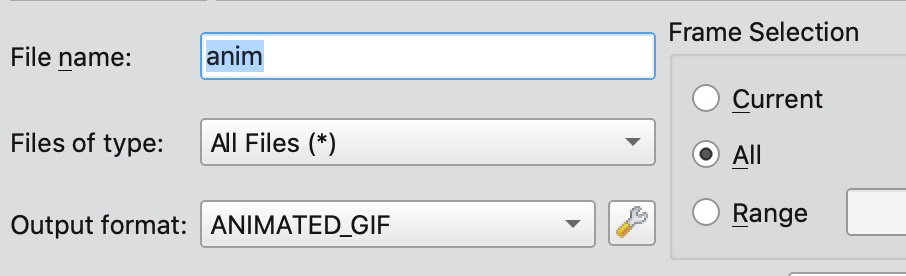 File name: anim
Files of type: All Files (*)
Output format: ANIMATED_GIF
Frame Selection
Current
All
Range